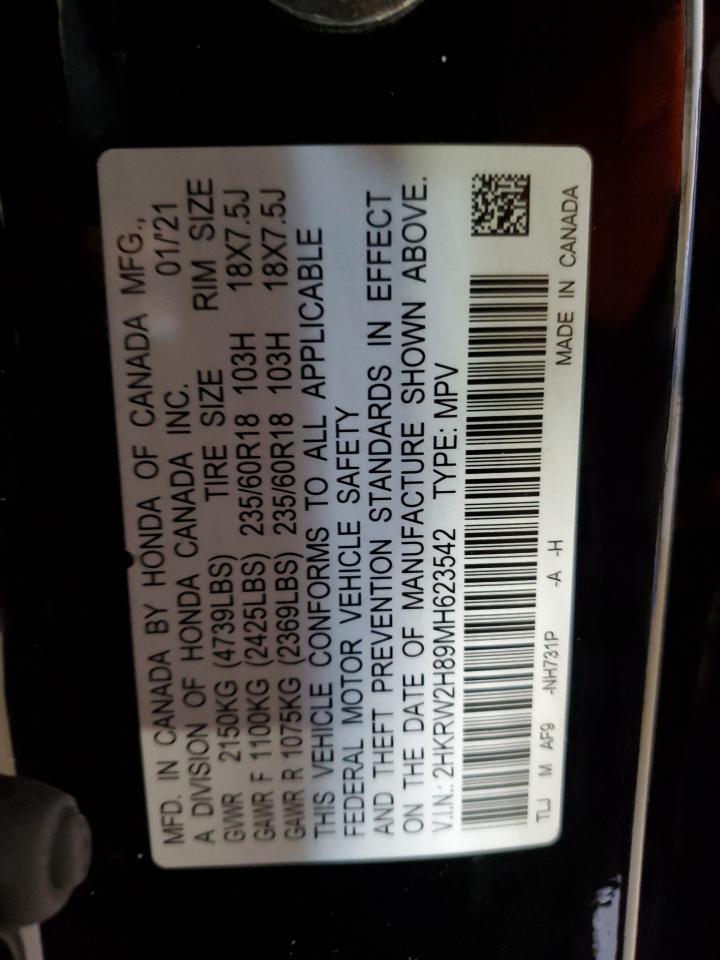 MFD. IN CANADA BY HONDA OF CANADA MFG.,
A DIVISION OF HONDA CANADA INC. 01/'21
GVWR 2150KG (4739LBS) TIRE SIZE RIM SIZE
GAWR F 1100KG (2425LBS) 235/60R18 103H 18X7.5J
GAWR R 1075KG (2369LBS) 235/60R18 103H 18X7.5J
THIS VEHICLE CONFORMS TO ALL APPLICABLE
FEDERAL MOTOR VEHICLE SAFETY
AND THEFT PREVENTION STANDARDS IN EFFECT
ON THE DATE OF MANUFACTURE SHOWN ABOVE.
V.I.N.: 2HKRW2H89MH623542 TYPE: MPV
TLJ M AF9 -NH731P -A -H MADE IN CANADA